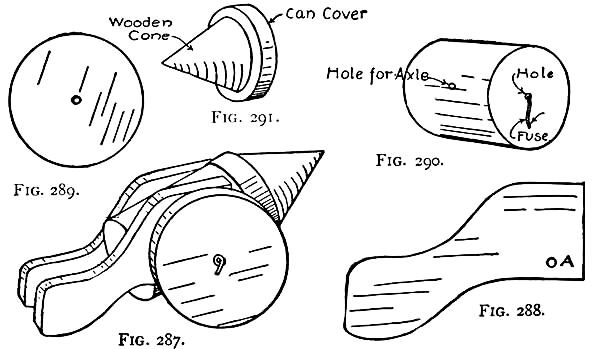 Wooden
Cone
Can Cover
FIG. 291.
Hole for Axle
Hole
Fuse
FIG. 290.
FIG. 289.
A
FIG. 288.
FIG. 287.